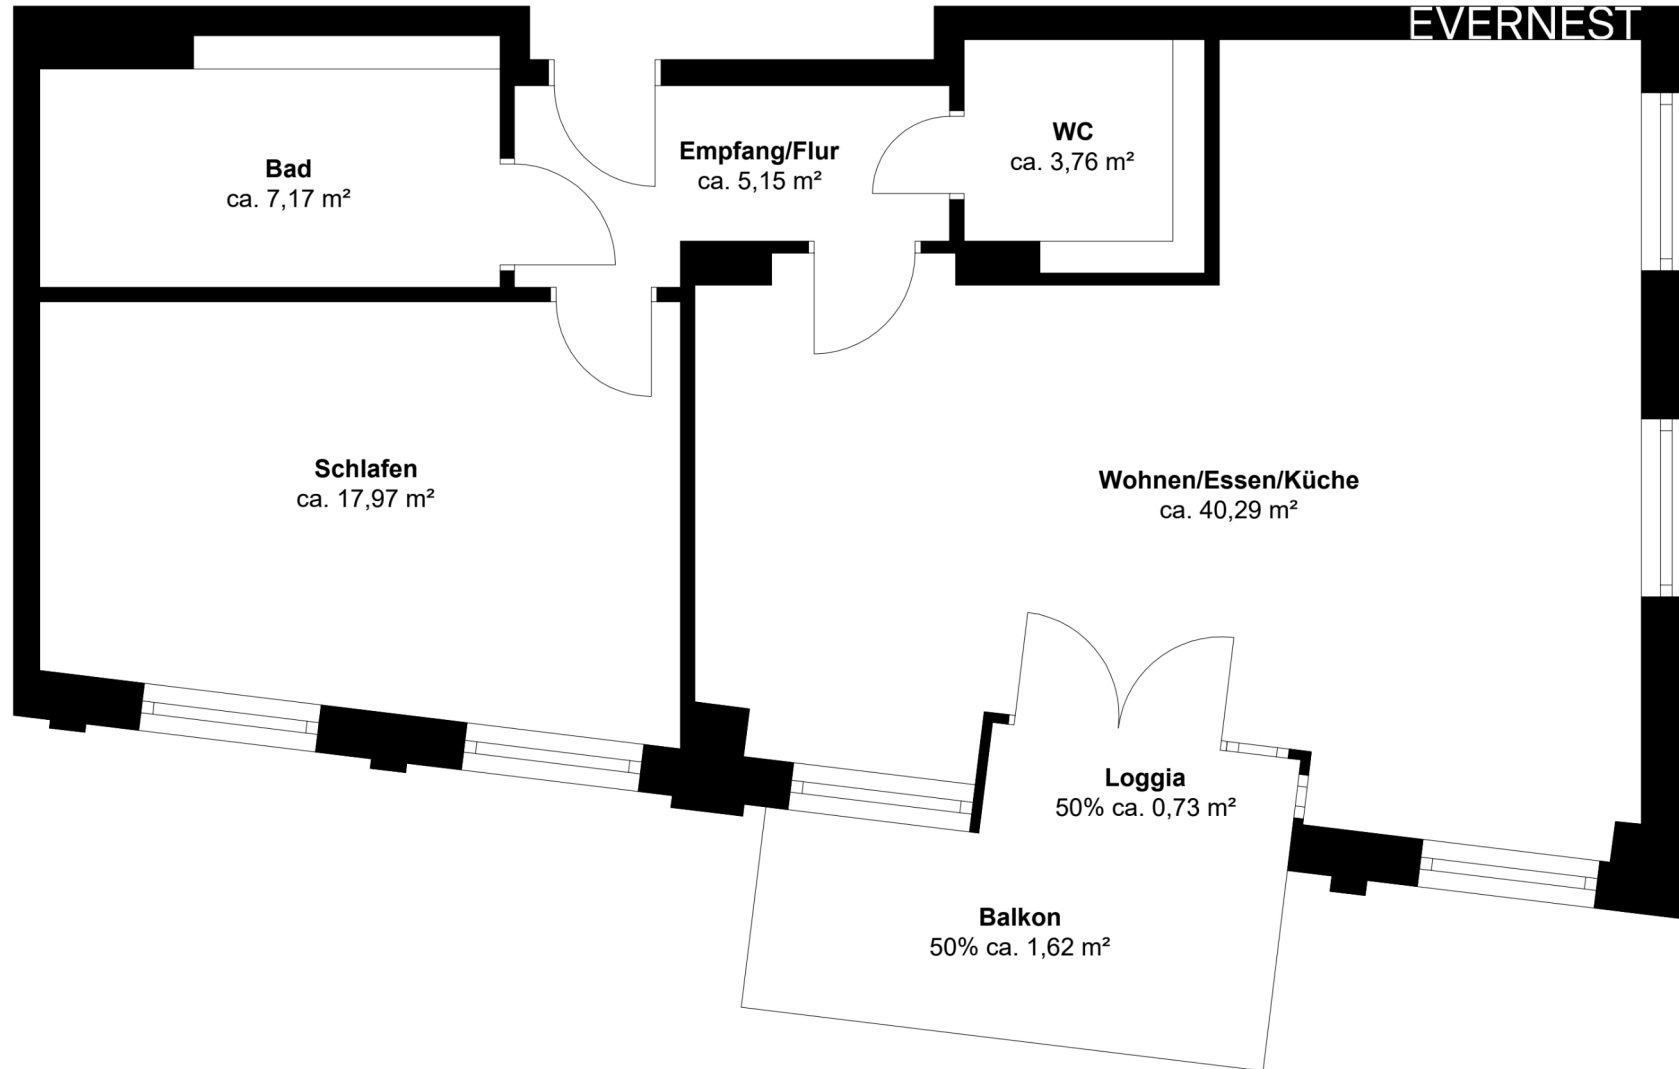 EVERNEST
WC
ca. 3,76 m²
Empfang/Flur
ca. 5,15 m²
Bad
ca. 7,17 m²
Schlafen
ca. 17,97 m²
Wohnen/Essen/Küche
ca. 40,29 m²
Loggia
50% ca. 0,73 m²
Balkon
50% ca. 1,62 m²